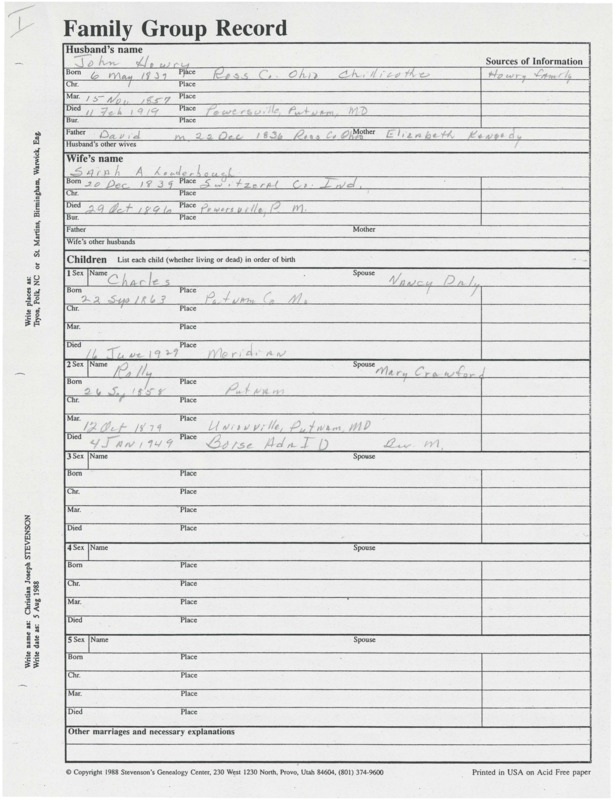 I
Family Group Record
Husband's name
John Howry
Sources of Information
Born 6 May 1837 Place Ross Co. Ohio Chillicothe Howry Family
Chr. Place
Mar. 15 Nov 1857 Place
Died 11 Feb 1919 Place Powersville, Putnam, MO
Bur. Place
Father David m 22 Dec 1836 Ross Co Ohio Mother Elizabeth Kennedy
Husband's other wives
Wife's name
Sarah A
Born 20 Dec 1839 Place Switzeral Co. Ind.
Chr. Place
Died 29 Oct Place Powersville, P. M.
Bur. Place
Father Mother
Wife's other husbands
Children List each child (whether living or dead) in order of birth
1 Sex Name Charles Spouse Nancy Daly
Born 22 Sep 1863 Place Putnam Co Mo
Chr. Place
Mar. Place
Died 16 June 1929 Place Meridian
2 Sex Name Rolly Spouse Mary Crawford
Born 26 1858 Place Putnam
Chr. Place
Mar. 12 Oct 1879 Place Unionville, Putnam, MO
Died 4 JAN 1949 Place Boise Ada ID Div. M.
3 Sex Name Spouse
Born Place
Chr. Place
Mar. Place
Died Place
4 Sex Name Spouse
Born Place
Chr. Place
Mar. Place
Died Place
5 Sex Name Spouse
Born Place
Chr. Place
Mar. Place
Died Place
Other marriages and necessary explanations
© Copyright 1988 Stevenson's Genealogy Center, 230 West 1230 North, Provo, Utah 84604, (801) 374-9600 Printed in USA on Acid Free paper
Write places as:
Tryon, Polk, NC or St. Martins, Birmingham, Warwick, Eng.
Write name as: Christian Joseph STEVENSON
Write date as: 5 Aug 1988